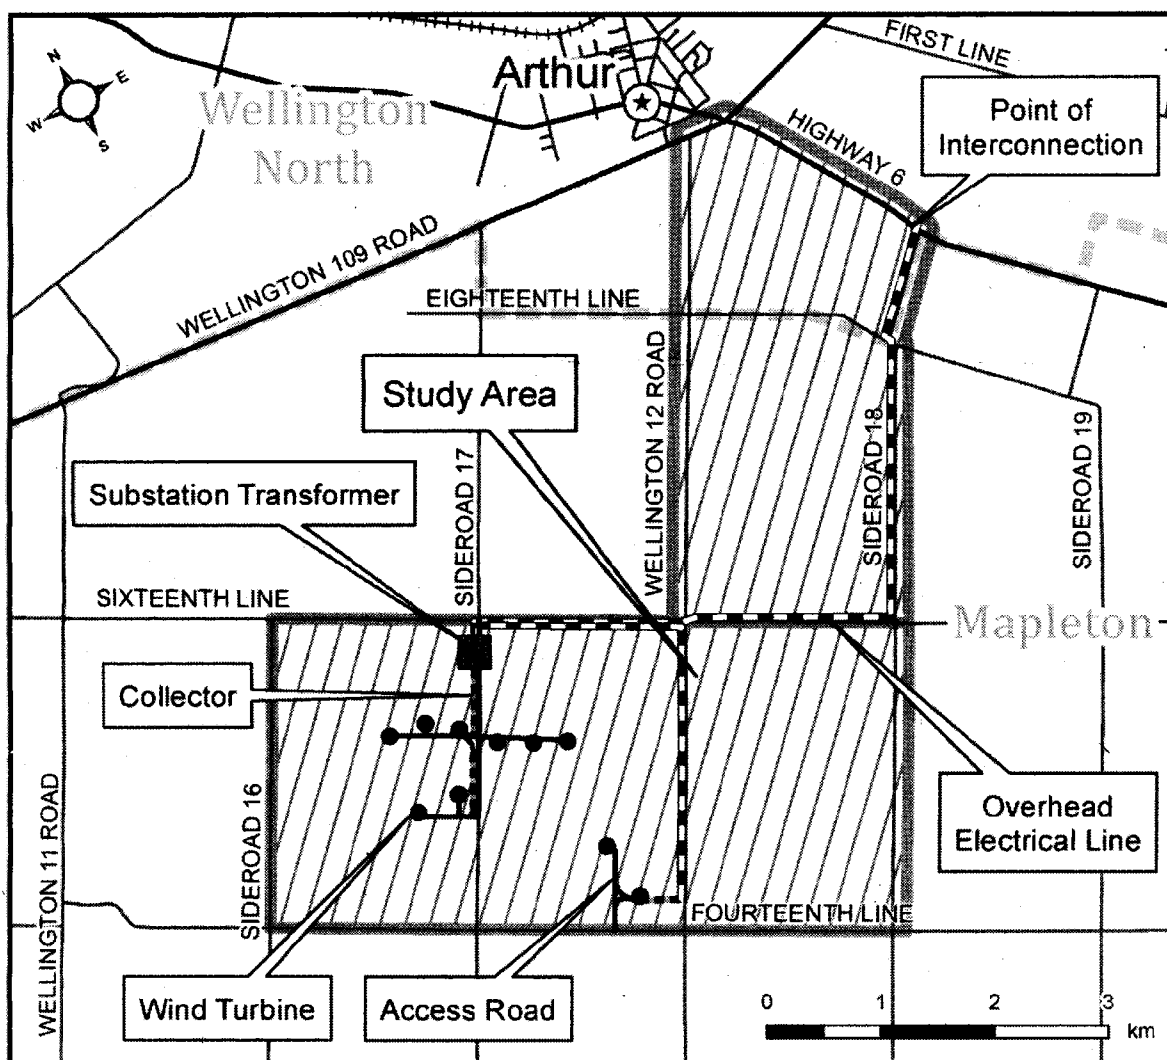 FIRST LINE
N
E
W
S
Arthur
Wellington
North
Point of
Interconnection
HIGHWAY 6
WELLINGTON 109 ROAD
EIGHTEENTH LINE
WELLINGTON 12 ROAD
Study Area
SIDEROAD 17
SIDEROAD 18
SIDEROAD 19
Substation Transformer
SIXTEENTH LINE
Mapleton
Collector
WELLINGTON 11 ROAD
SIDEROAD 16
Overhead
Electrical Line
FOURTEENTH LINE
Wind Turbine
Access Road
0 1 2 3
km